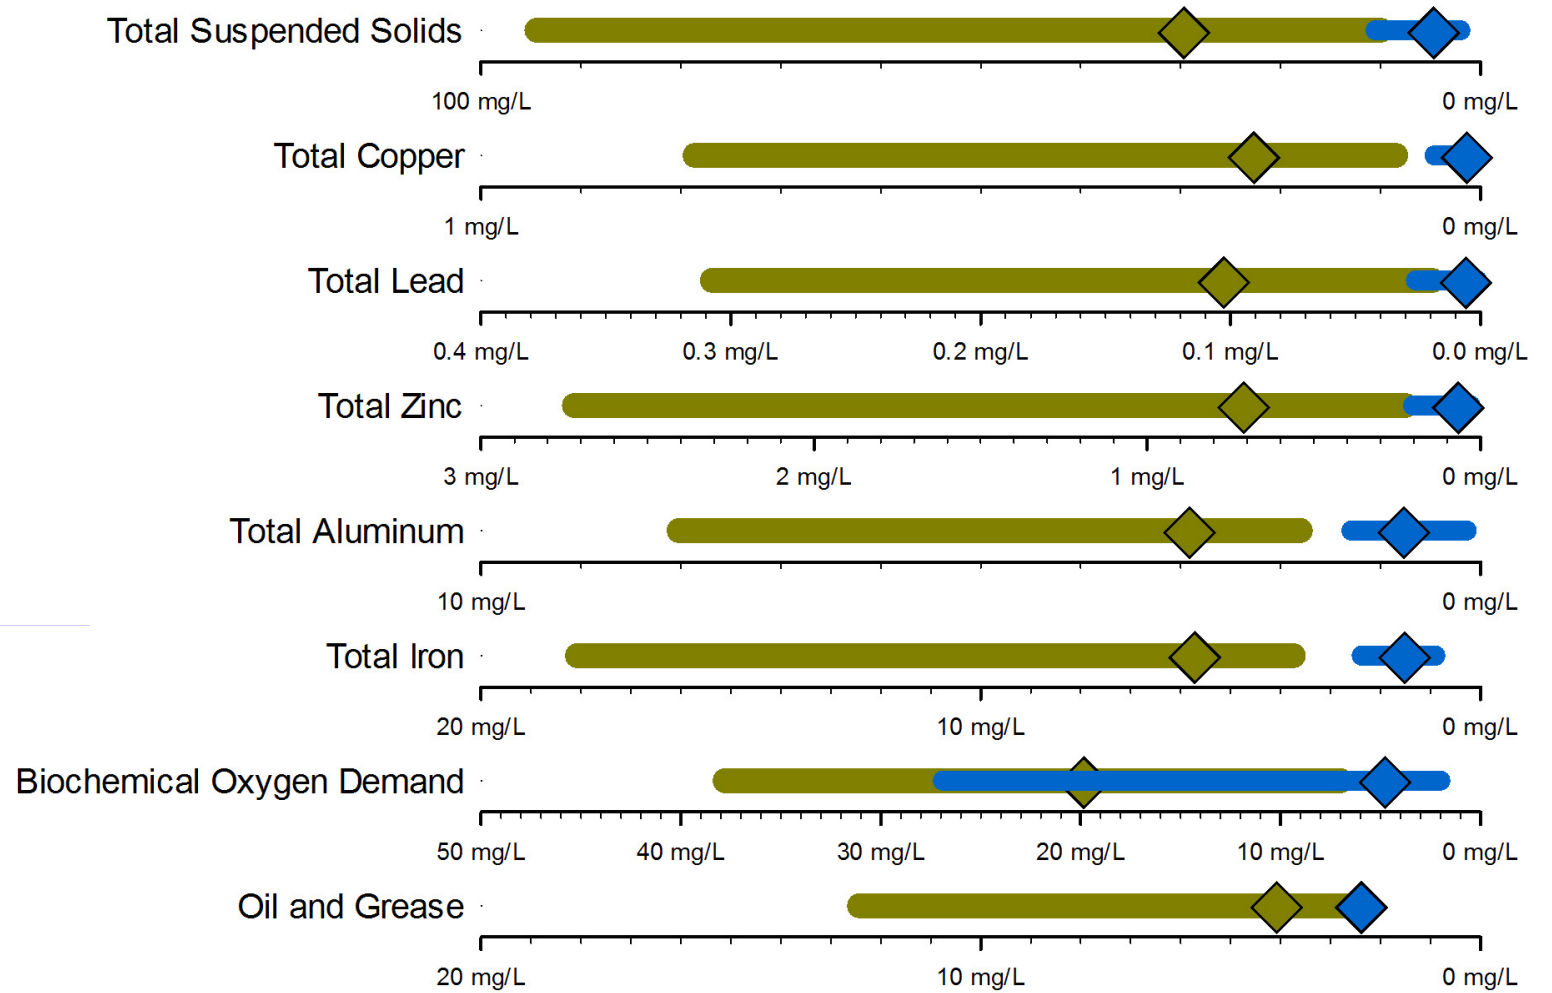 Total Suspended Solids
100 mg/L 0 mg/L
Total Copper
1 mg/L 0 mg/L
Total Lead
0.4 mg/L 0.3 mg/L 0.2 mg/L 0.1 mg/L 0.0 mg/L
Total Zinc
3 mg/L 2 mg/L 1 mg/L 0 mg/L
Total Aluminum
10 mg/L 0 mg/L
Total Iron
20 mg/L 10 mg/L 0 mg/L
Biochemical Oxygen Demand
50 mg/L 40 mg/L 30 mg/L 20 mg/L 10 mg/L 0 mg/L
Oil and Grease
20 mg/L 10 mg/L 0 mg/L